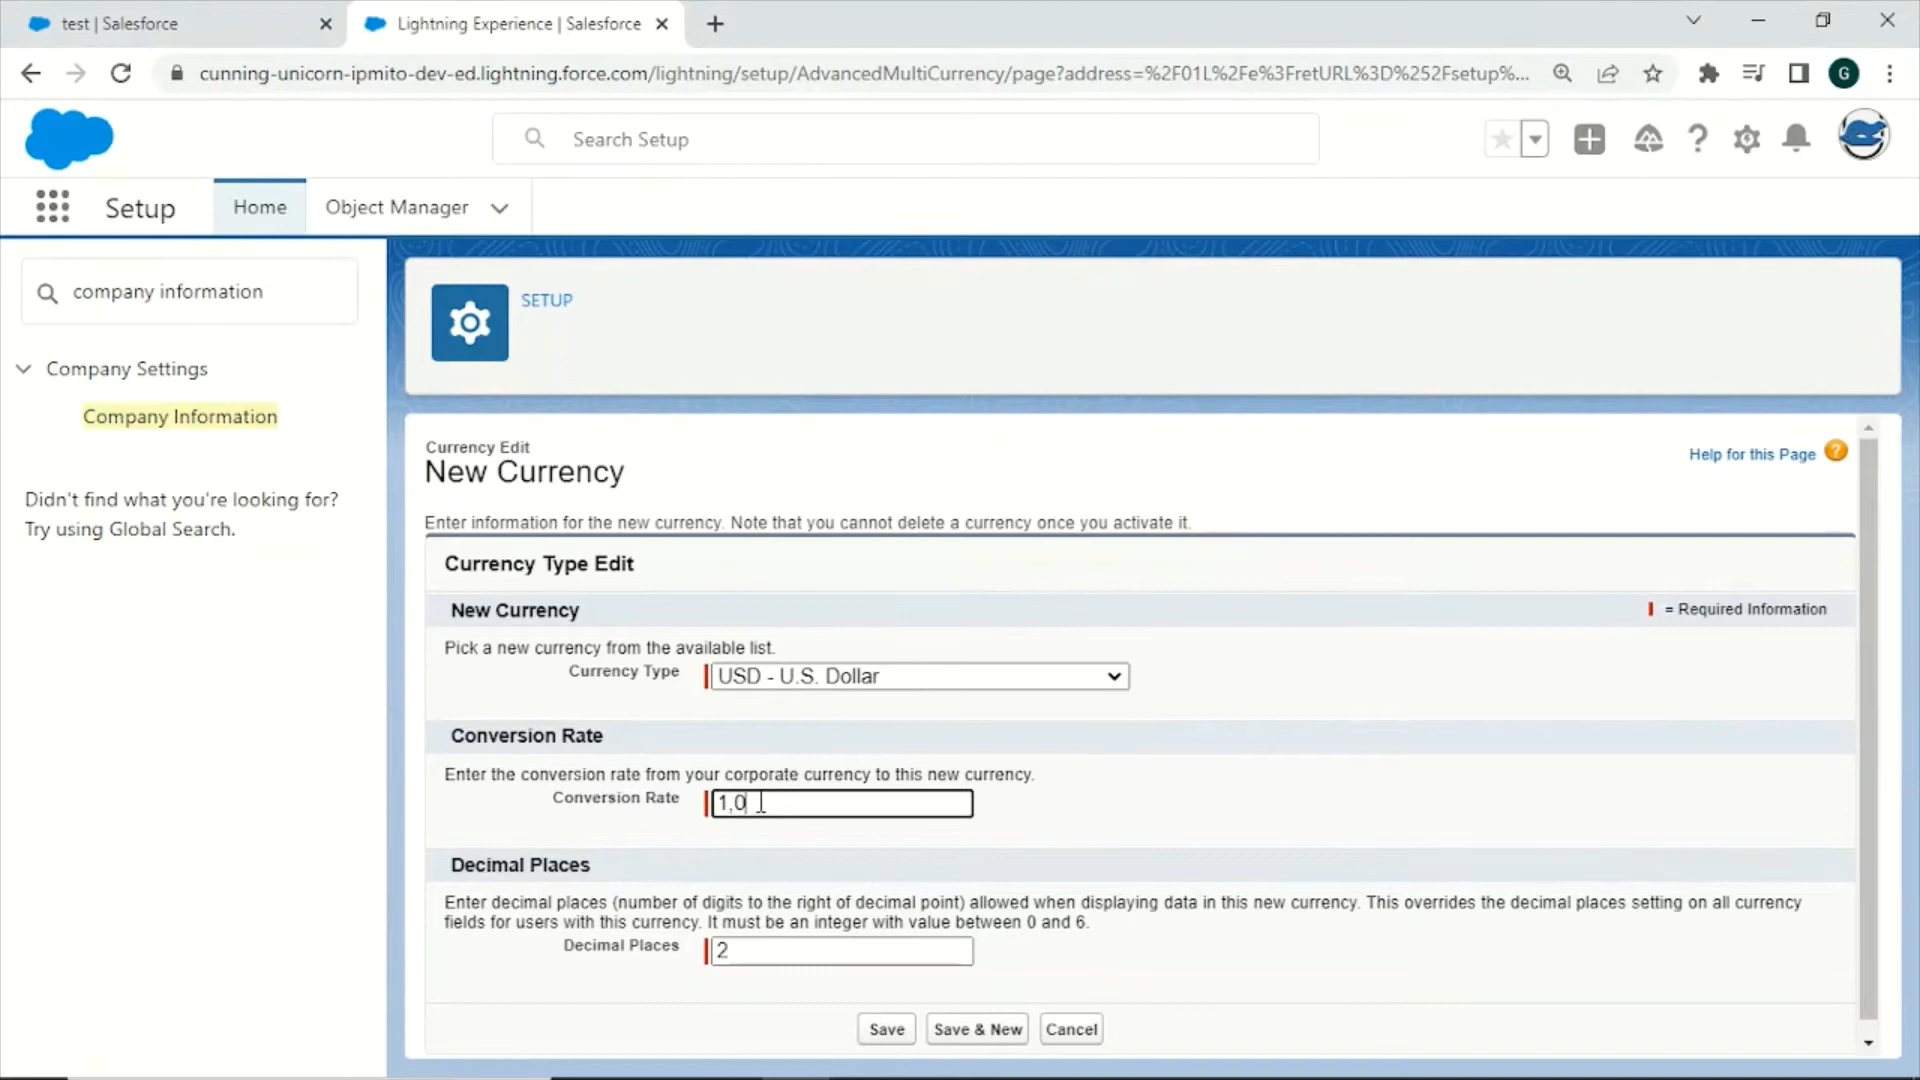 test | Salesforce
Lightning Experience | Salesforce
cunning-unicorn-ipmito-dev-ed.lightning.force.com/lightning/setup/AdvancedMultiCurrency/page?address=%2F01L%2Fe%3FretURL%3D%252Fsetup%...
G
Search Setup
Setup
Home
Object Manager
company information
Company Settings
Company Information
Didn't find what you're looking for?
Try using Global Search.
SETUP
Currency Edit
New Currency
Help for this Page
Enter information for the new currency. Note that you cannot delete a currency once you activate it.
Currency Type Edit
New Currency
= Required Information
Pick a new currency from the available list.
Currency Type
USD - U.S. Dollar
Conversion Rate
Enter the conversion rate from your corporate currency to this new currency.
Conversion Rate
1,0
Decimal Places
Enter decimal places (number of digits to the right of decimal point) allowed when displaying data in this new currency. This overrides the decimal places setting on all currency
fields for users with this currency. It must be an integer with value between 0 and 6.
Decimal Places
2
Save
Save & New
Cancel